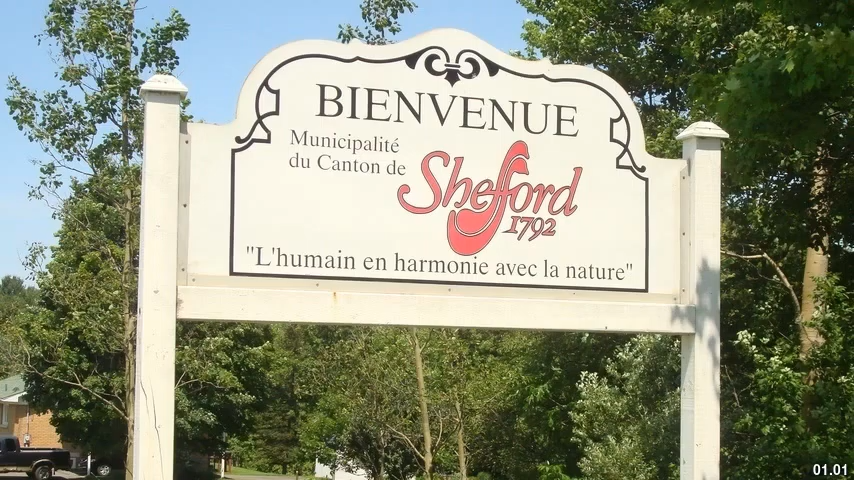 BIENVENUE
Municipalité
du Canton de
Shefford
1792
"L'humain en harmonie avec la nature"
01.01